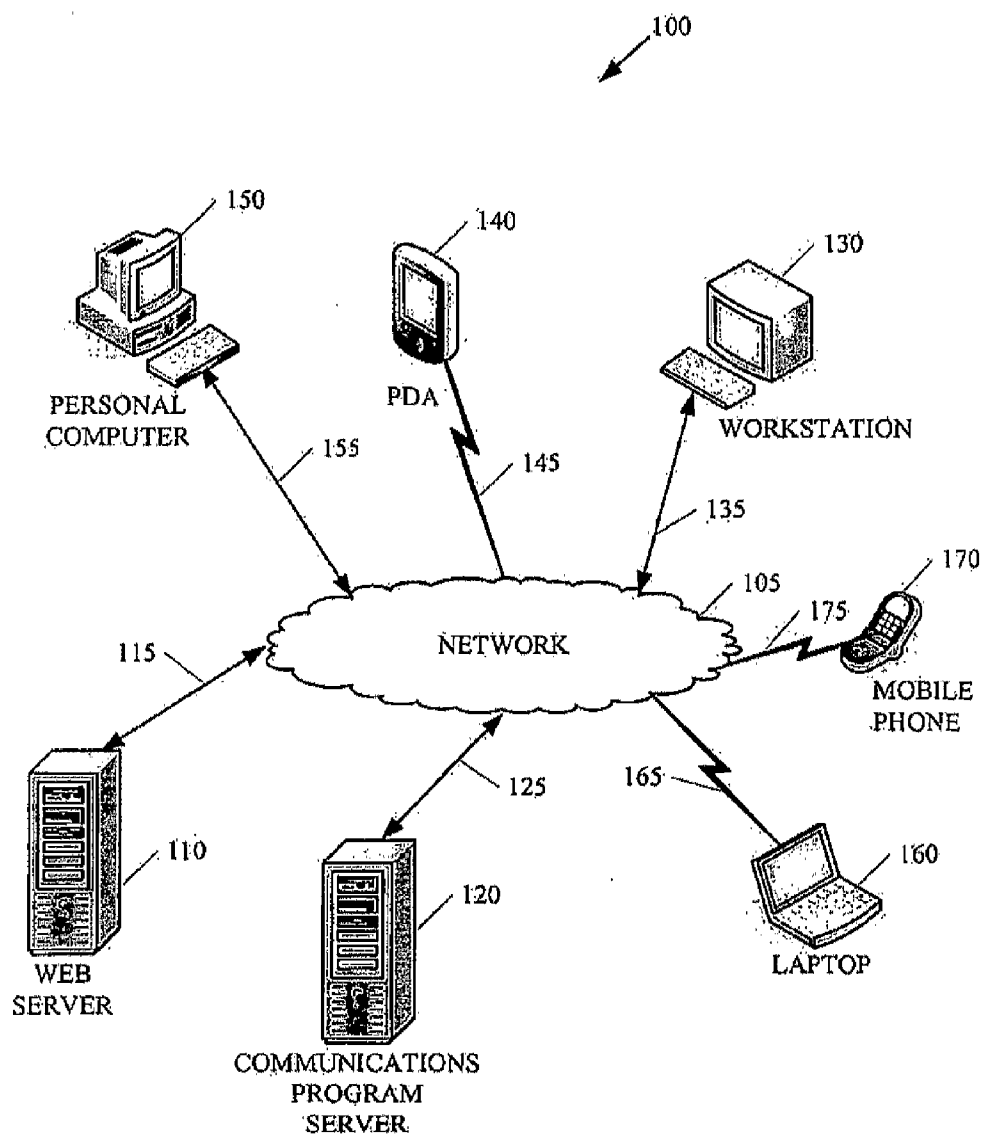 100
150
140
130
PERSONAL
COMPUTER
PDA
WORKSTATION
155
145
135
105
170
175
NETWORK
115
MOBILE
PHONE
125
165
110
120
160
WEB
SERVER
LAPTOP
COMMUNICATIONS
PROGRAM
SERVER